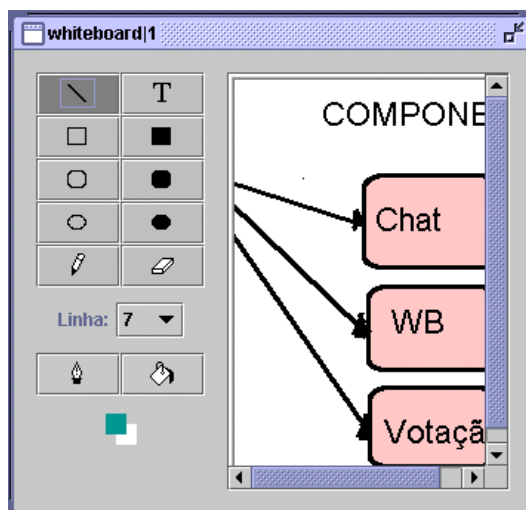 whiteboard|1
T
COMPONE
Chat
WB
Votaçã
Linha: 7